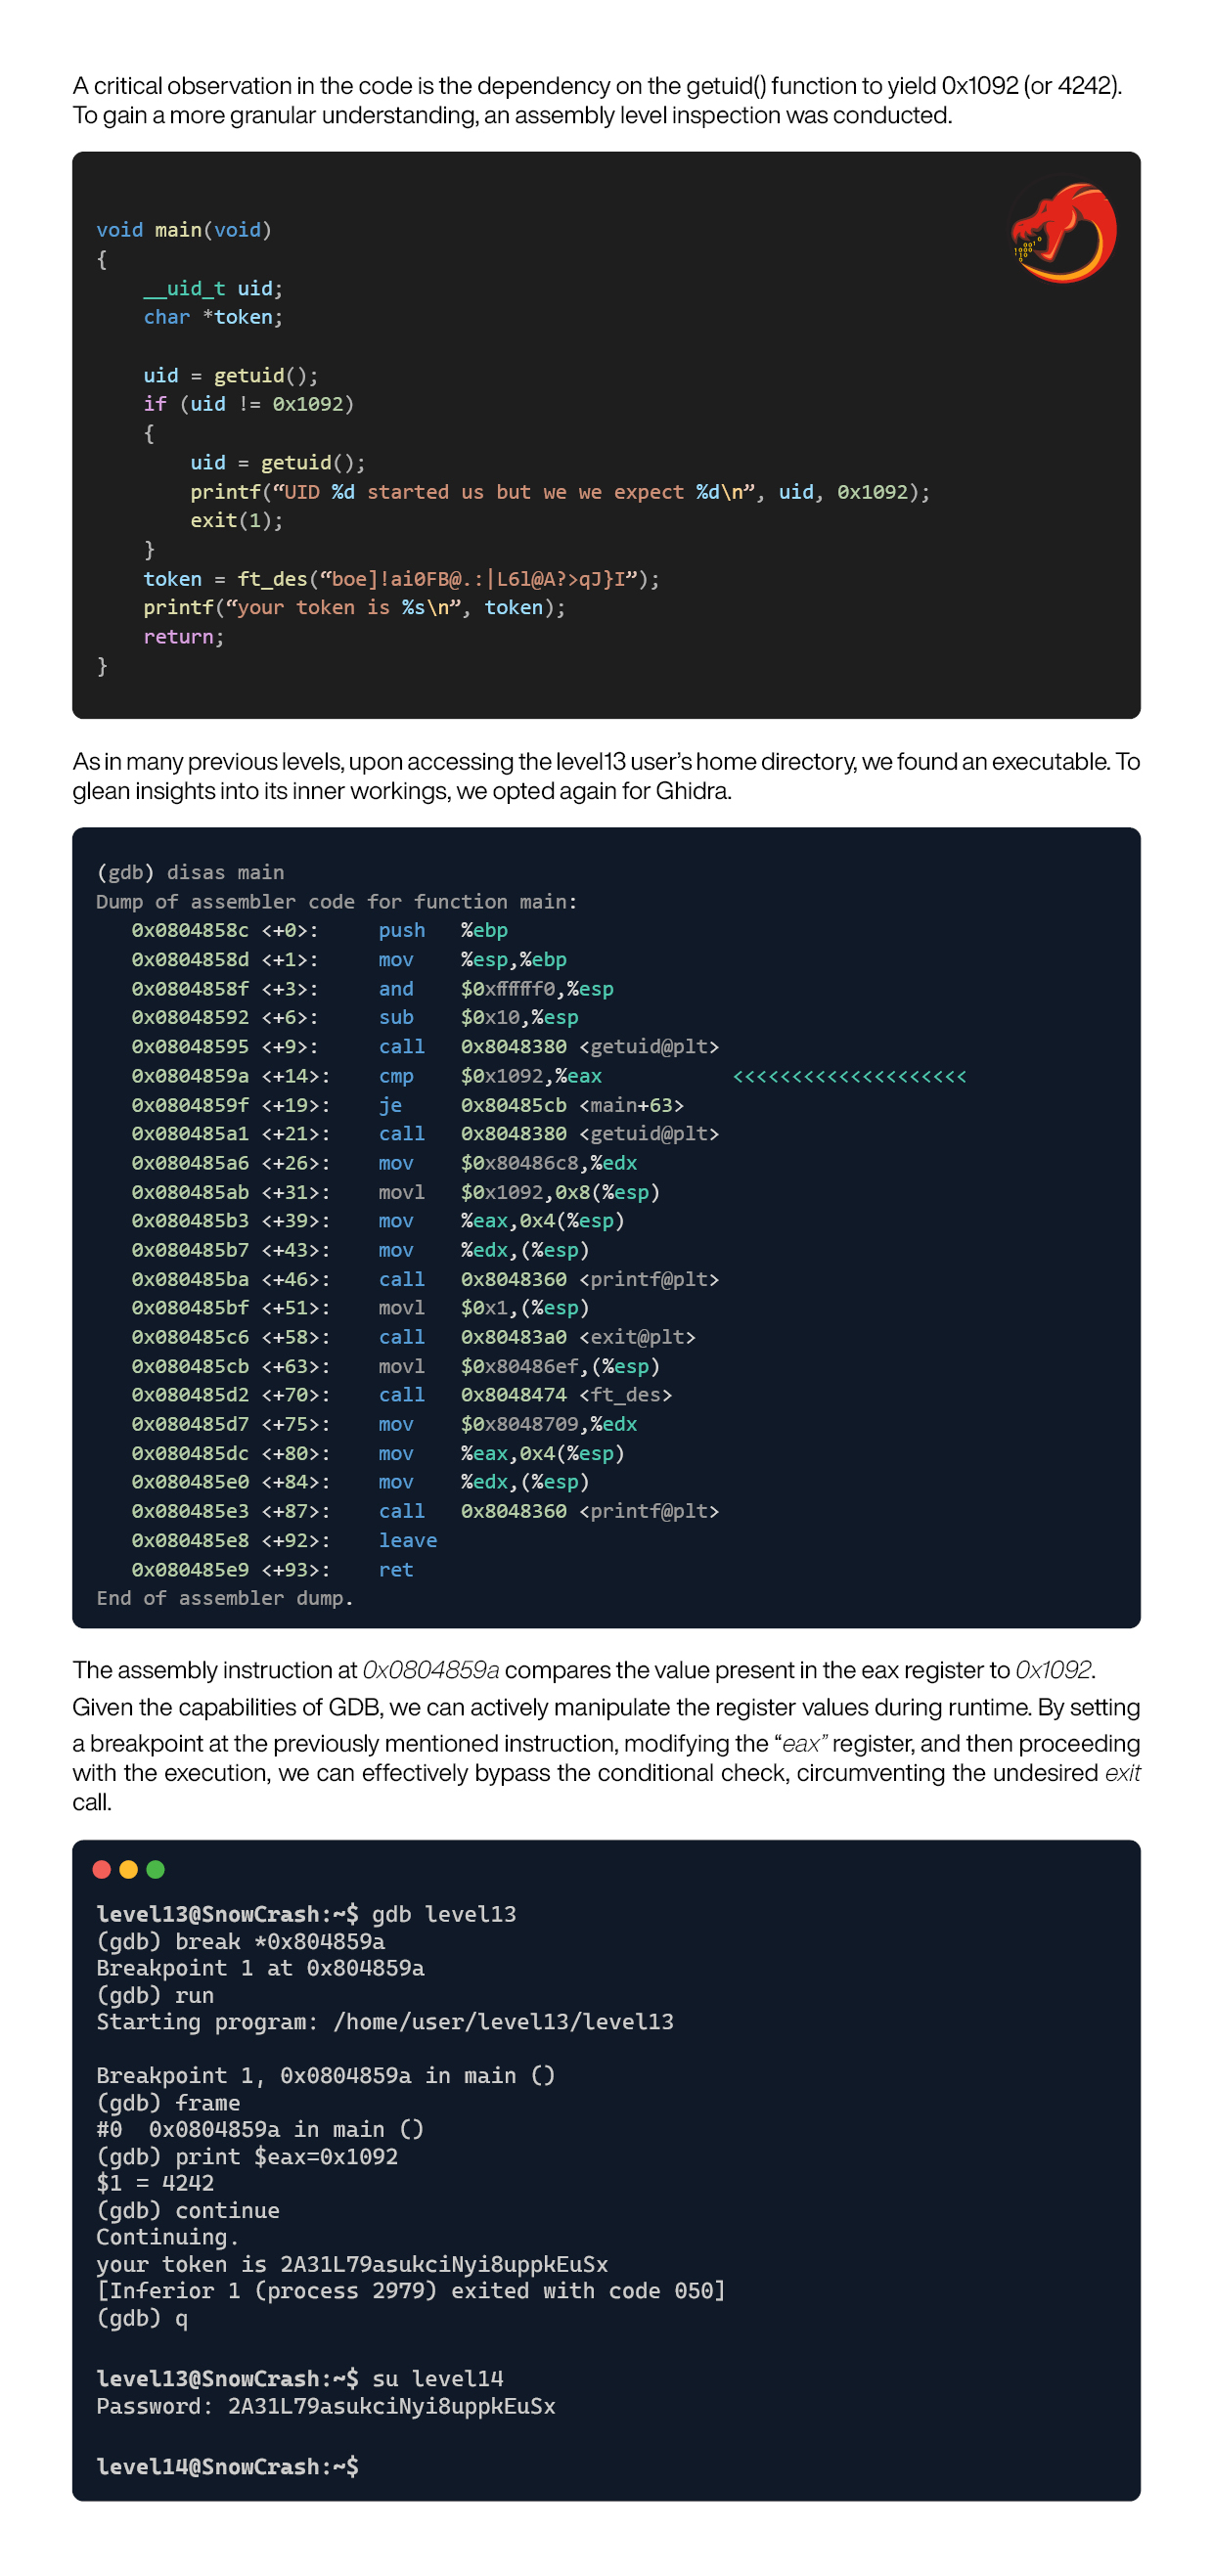 A critical observation in the code is the dependency on the getuid() function to yield 0x1092 (or 4242).
To gain a more granular understanding, an assembly level inspection was conducted.
void main(void)
{
    __uid_t uid;
    char *token;
    uid = getuid();
    if (uid != 0x1092)
    {
        uid = getuid();
        printf(“UID %d started us but we we expect %d\n”, uid, 0x1092);
        exit(1);
    }
    token = ft_des(“boe]!ai0FB@.:|L6l@A?>qJ}I”);
    printf(“your token is %s\n”, token);
    return;
}
As in many previous levels, upon accessing the level13 user’s home directory, we found an executable. To
glean insights into its inner workings, we opted again for Ghidra.
(gdb) disas main
Dump of assembler code for function main:
   0x0804858c <+0>:     push   %ebp
   0x0804858d <+1>:     mov    %esp,%ebp
   0x0804858f <+3>:     and    $0xfffffff0,%esp
   0x08048592 <+6>:     sub    $0x10,%esp
   0x08048595 <+9>:     call   0x8048380 <getuid@plt>
   0x0804859a <+14>:    cmp    $0x1092,%eax           <<<<<<<<<<<<<<<<<<<<
   0x0804859f <+19>:    je     0x80485cb <main+63>
   0x080485a1 <+21>:    call   0x8048380 <getuid@plt>
   0x080485a6 <+26>:    mov    $0x80486c8,%edx
   0x080485ab <+31>:    movl   $0x1092,0x8(%esp)
   0x080485b3 <+39>:    mov    %eax,0x4(%esp)
   0x080485b7 <+43>:    mov    %edx,(%esp)
   0x080485ba <+46>:    call   0x8048360 <printf@plt>
   0x080485bf <+51>:    movl   $0x1,(%esp)
   0x080485c6 <+58>:    call   0x80483a0 <exit@plt>
   0x080485cb <+63>:    movl   $0x80486ef,(%esp)
   0x080485d2 <+70>:    call   0x8048474 <ft_des>
   0x080485d7 <+75>:    mov    $0x8048709,%edx
   0x080485dc <+80>:    mov    %eax,0x4(%esp)
   0x080485e0 <+84>:    mov    %edx,(%esp)
   0x080485e3 <+87>:    call   0x8048360 <printf@plt>
   0x080485e8 <+92>:    leave
   0x080485e9 <+93>:    ret
End of assembler dump.
The assembly instruction at 0x0804859a compares the value present in the eax register to 0x1092.
Given the capabilities of GDB, we can actively manipulate the register values during runtime. By setting
a breakpoint at the previously mentioned instruction, modifying the “eax” register, and then proceeding
with the execution, we can effectively bypass the conditional check, circumventing the undesired exit
call.
level13@SnowCrash:~$ gdb level13
(gdb) break *0x804859a
Breakpoint 1 at 0x804859a
(gdb) run
Starting program: /home/user/level13/level13
Breakpoint 1, 0x0804859a in main ()
(gdb) frame
#0  0x0804859a in main ()
(gdb) print $eax=0x1092
$1 = 4242
(gdb) continue
Continuing.
your token is 2A31L79asukciNyi8uppkEuSx
[Inferior 1 (process 2979) exited with code 050]
(gdb) q
level13@SnowCrash:~$ su level14
Password: 2A31L79asukciNyi8uppkEuSx
level14@SnowCrash:~$